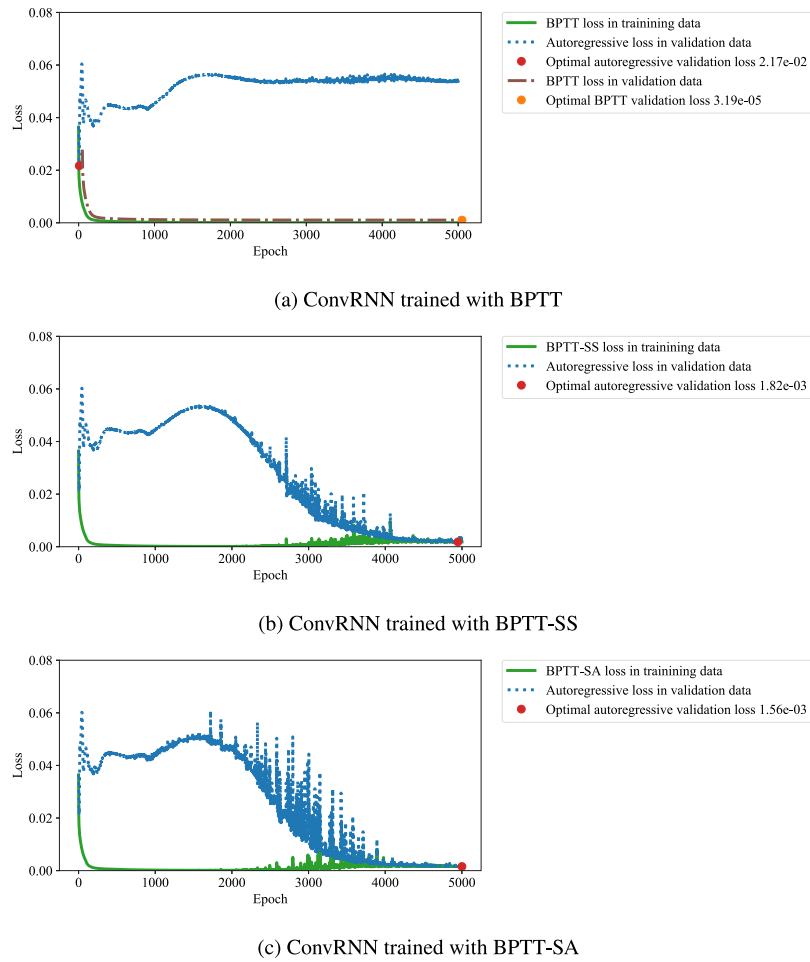 0.08
0.06
0.04
0.02
0.00
Loss
0
1000
2000
3000
4000
5000
Epoch
BPTT loss in trainining data
Autoregressive loss in validation data
Optimal autoregressive validation loss 2.17e-02
BPTT loss in validation data
Optimal BPTT validation loss 3.19e-05
(a) ConvRNN trained with BPTT
0.08
0.06
0.04
0.02
0.00
Loss
0
1000
2000
3000
4000
5000
Epoch
BPTT-SS loss in trainining data
Autoregressive loss in validation data
Optimal autoregressive validation loss 1.82e-03
(b) ConvRNN trained with BPTT-SS
0.08
0.06
0.04
0.02
0.00
Loss
0
1000
2000
3000
4000
5000
Epoch
BPTT-SA loss in trainining data
Autoregressive loss in validation data
Optimal autoregressive validation loss 1.56e-03
(c) ConvRNN trained with BPTT-SA